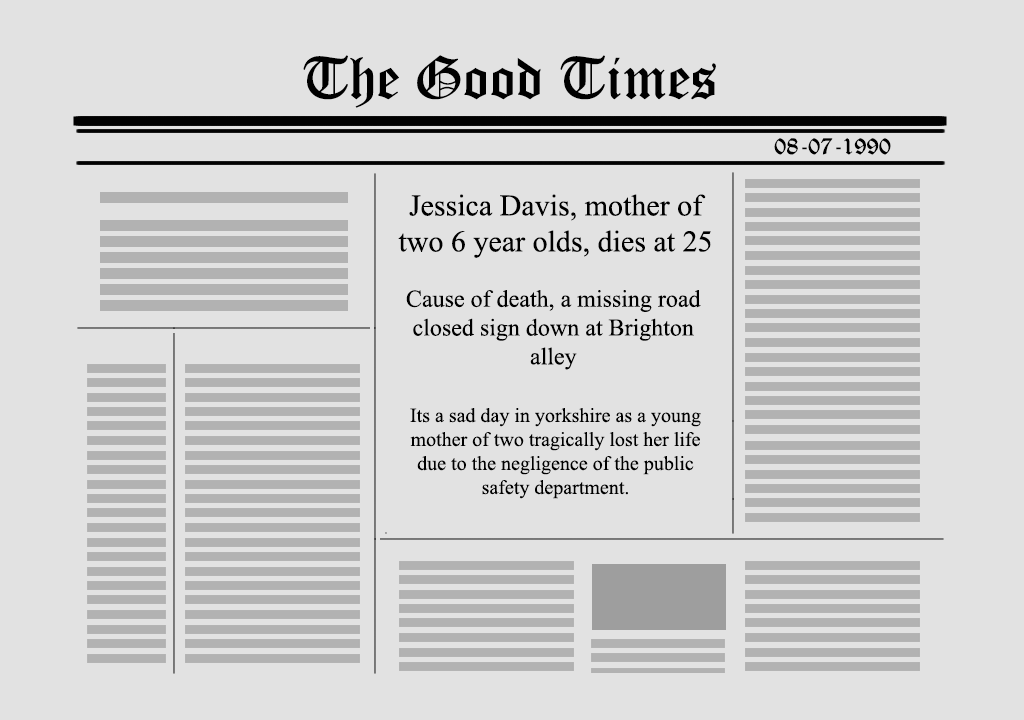 The Good Times
08-07-1990
Jessica Davis, mother of
two 6 year olds, dies at 25
Cause of death, a missing road
closed sign down at Brighton
alley
Its a sad day in yorkshire as a young
mother of two tragically lost her life
due to the negligence of the public
safety department.